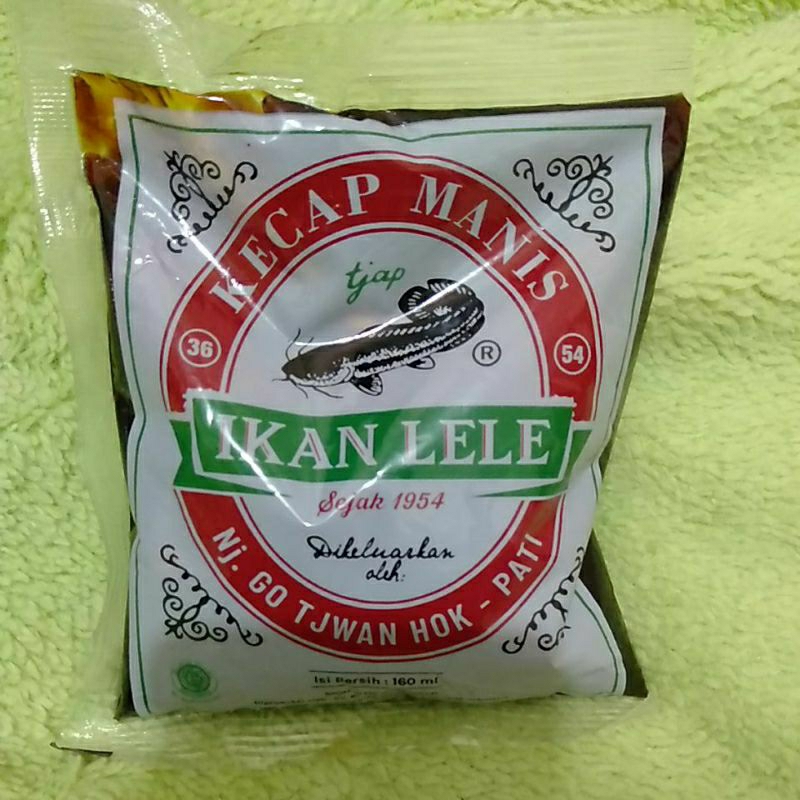 KECAP MANIS
tjap
®
36
54
IKAN LELE
Sejak 1954
Dikeluarkan
oleh:
Nj. GO TJWAN HOK - PATI
Isi Bersih : 160 ml